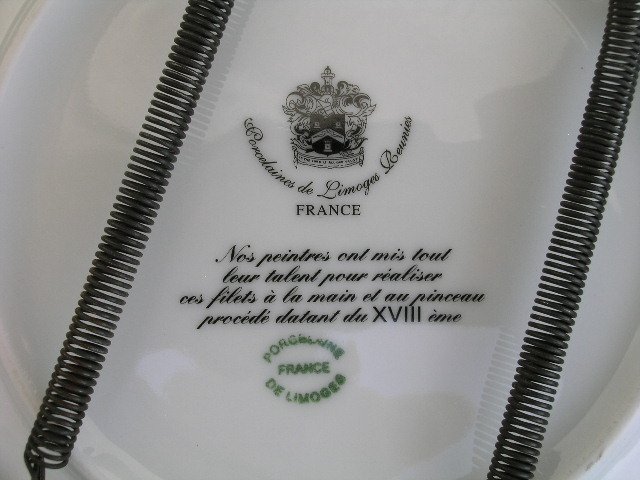 Porcelaines de Limoges Reunies
FRANCE
Nos peintres ont mis tout
leur talent pour réaliser
ces filets à la main et au pinceau
procédé datant du XVIII ème
PORCELAINE
FRANCE
DE LIMOGES